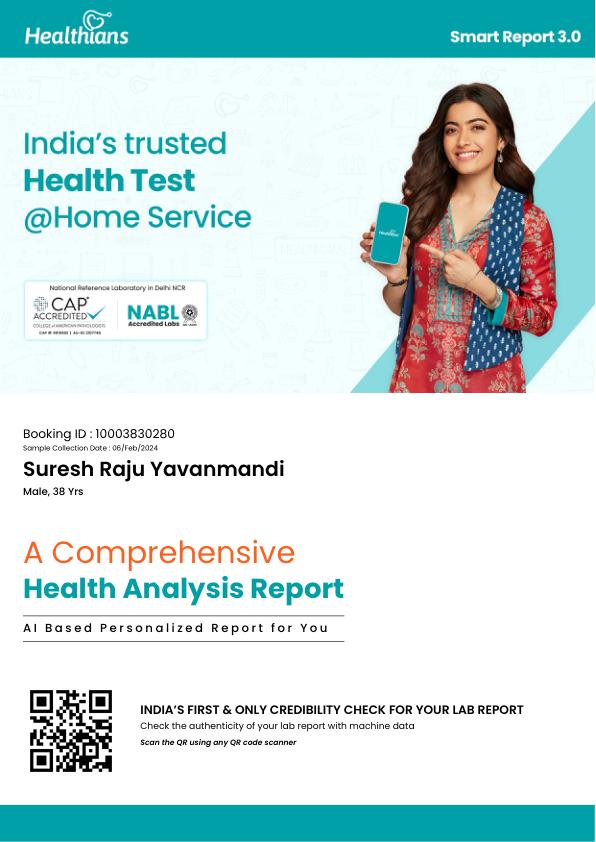 Healthians
Smart Report 3.0
India's trusted
Health Test
@Home Service
Healthians
National Reference Laboratory in Delhi NCR
CAP
ACCREDITED
COLLEGE of AMERICAN PATHOLOGISTS
NABL
Accredited Labs
Booking ID : 10003830280
Sample Collection Date : 06/Feb/2024
Suresh Raju Yavanmandi
Male, 38 Yrs
A Comprehensive
Health Analysis Report
AI Based Personalized Report for You
INDIA'S FIRST & ONLY CREDIBILITY CHECK FOR YOUR LAB REPORT
Check the authenticity of your lab report with machine data
Scan the QR using any QR code scanner